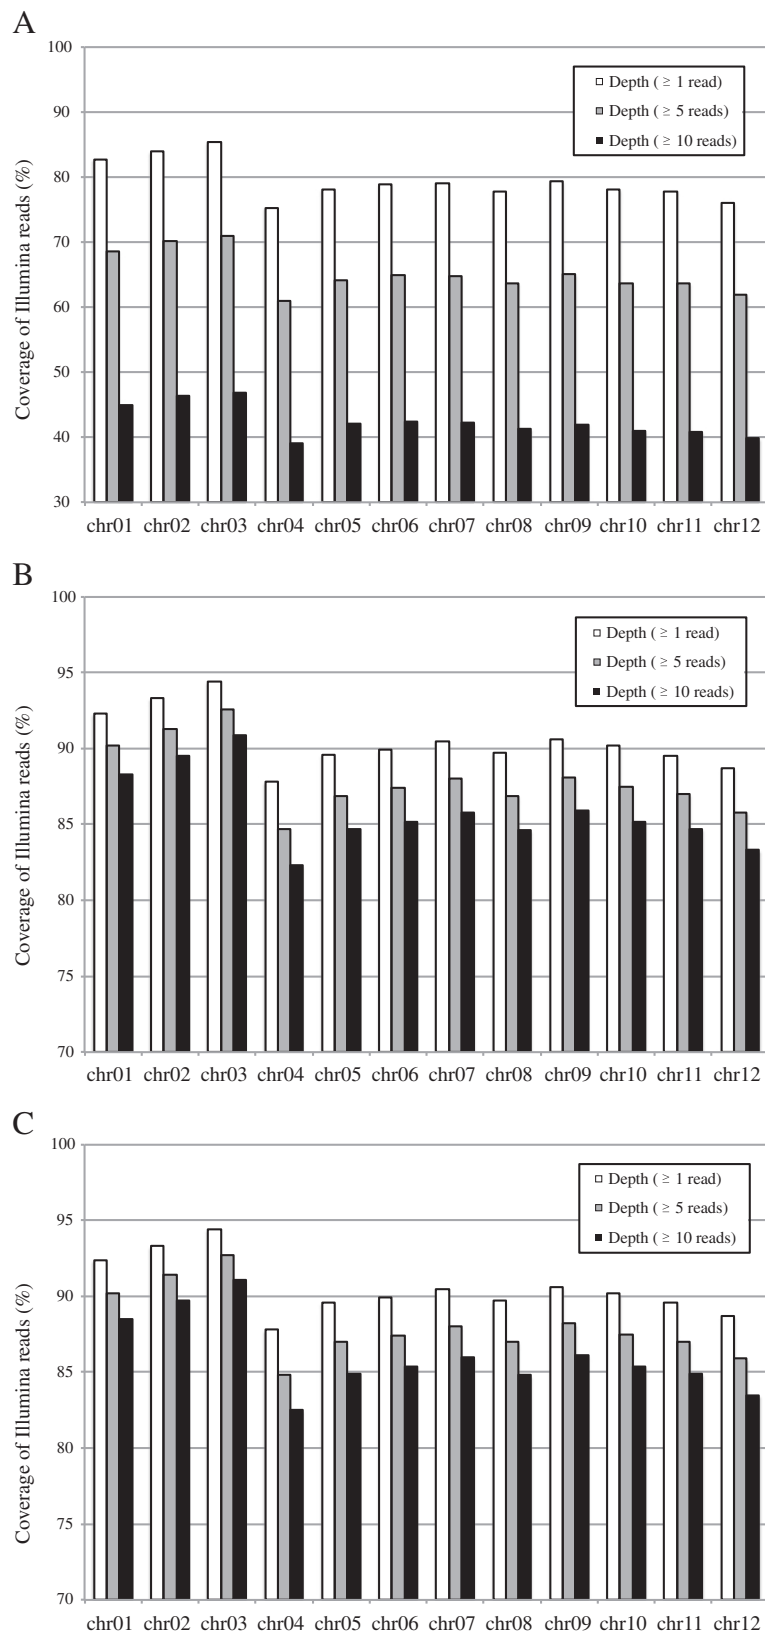 A
100
90
80
70
60
50
40
30
Coverage of Illumina reads (%)
Depth ( ≥ 1 read)
Depth ( ≥ 5 reads)
Depth ( ≥ 10 reads)
chr01 chr02 chr03 chr04 chr05 chr06 chr07 chr08 chr09 chr10 chr11 chr12
B
100
95
90
85
80
75
70
Coverage of Illumina reads (%)
Depth ( ≥ 1 read)
Depth ( ≥ 5 reads)
Depth ( ≥ 10 reads)
chr01 chr02 chr03 chr04 chr05 chr06 chr07 chr08 chr09 chr10 chr11 chr12
C
100
95
90
85
80
75
70
Coverage of Illumina reads (%)
Depth ( ≥ 1 read)
Depth ( ≥ 5 reads)
Depth ( ≥ 10 reads)
chr01 chr02 chr03 chr04 chr05 chr06 chr07 chr08 chr09 chr10 chr11 chr12